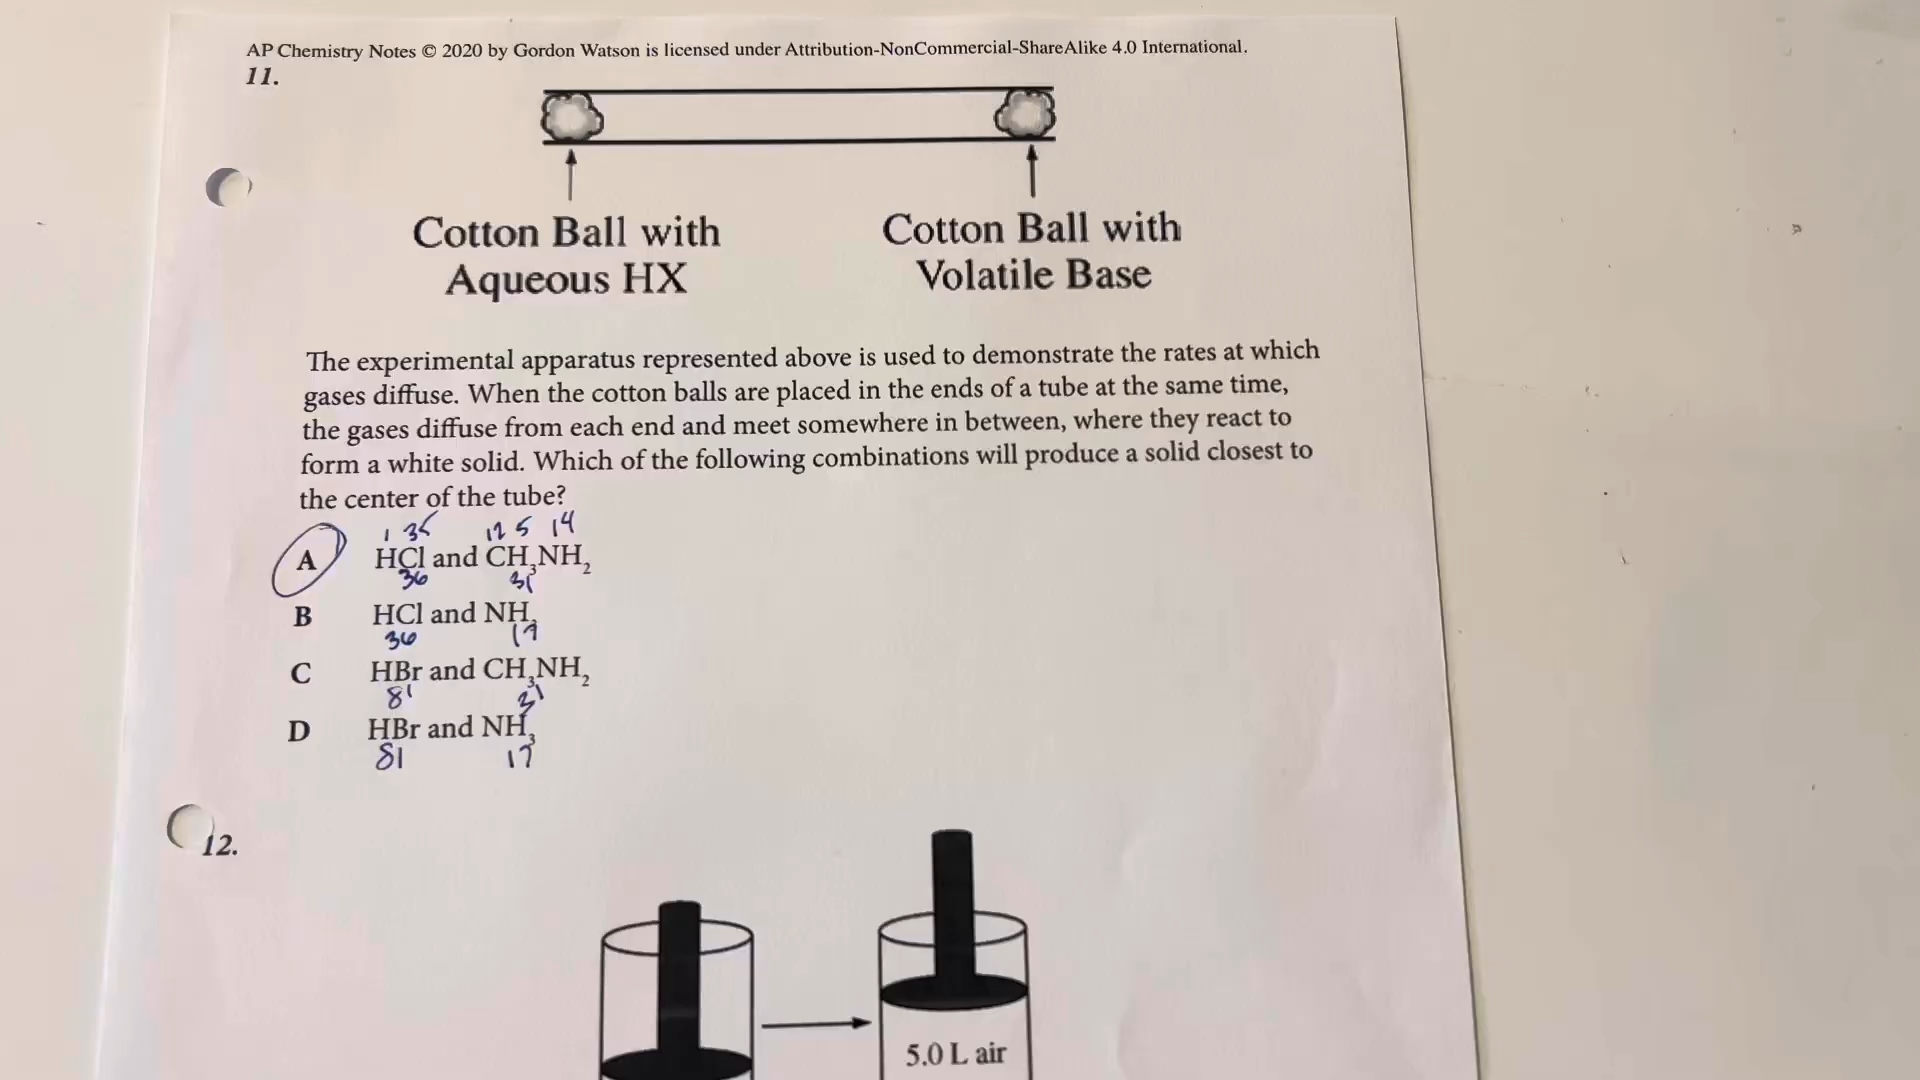 AP Chemistry Notes © 2020 by Gordon Watson is licensed under Attribution-NonCommercial-ShareAlike 4.0 International.
11.
Cotton Ball with Aqueous HX
Cotton Ball with Volatile Base
The experimental apparatus represented above is used to demonstrate the rates at which
gases diffuse. When the cotton balls are placed in the ends of a tube at the same time,
the gases diffuse from each end and meet somewhere in between, where they react to
form a white solid. Which of the following combinations will produce a solid closest to
the center of the tube?
1 35 12 5 14
A HCl and CH₃NH₂
36 31
B HCl and NH₃
36 17
C HBr and CH₃NH₂
81 31
D HBr and NH₃
81 17
12.
5.0 L air